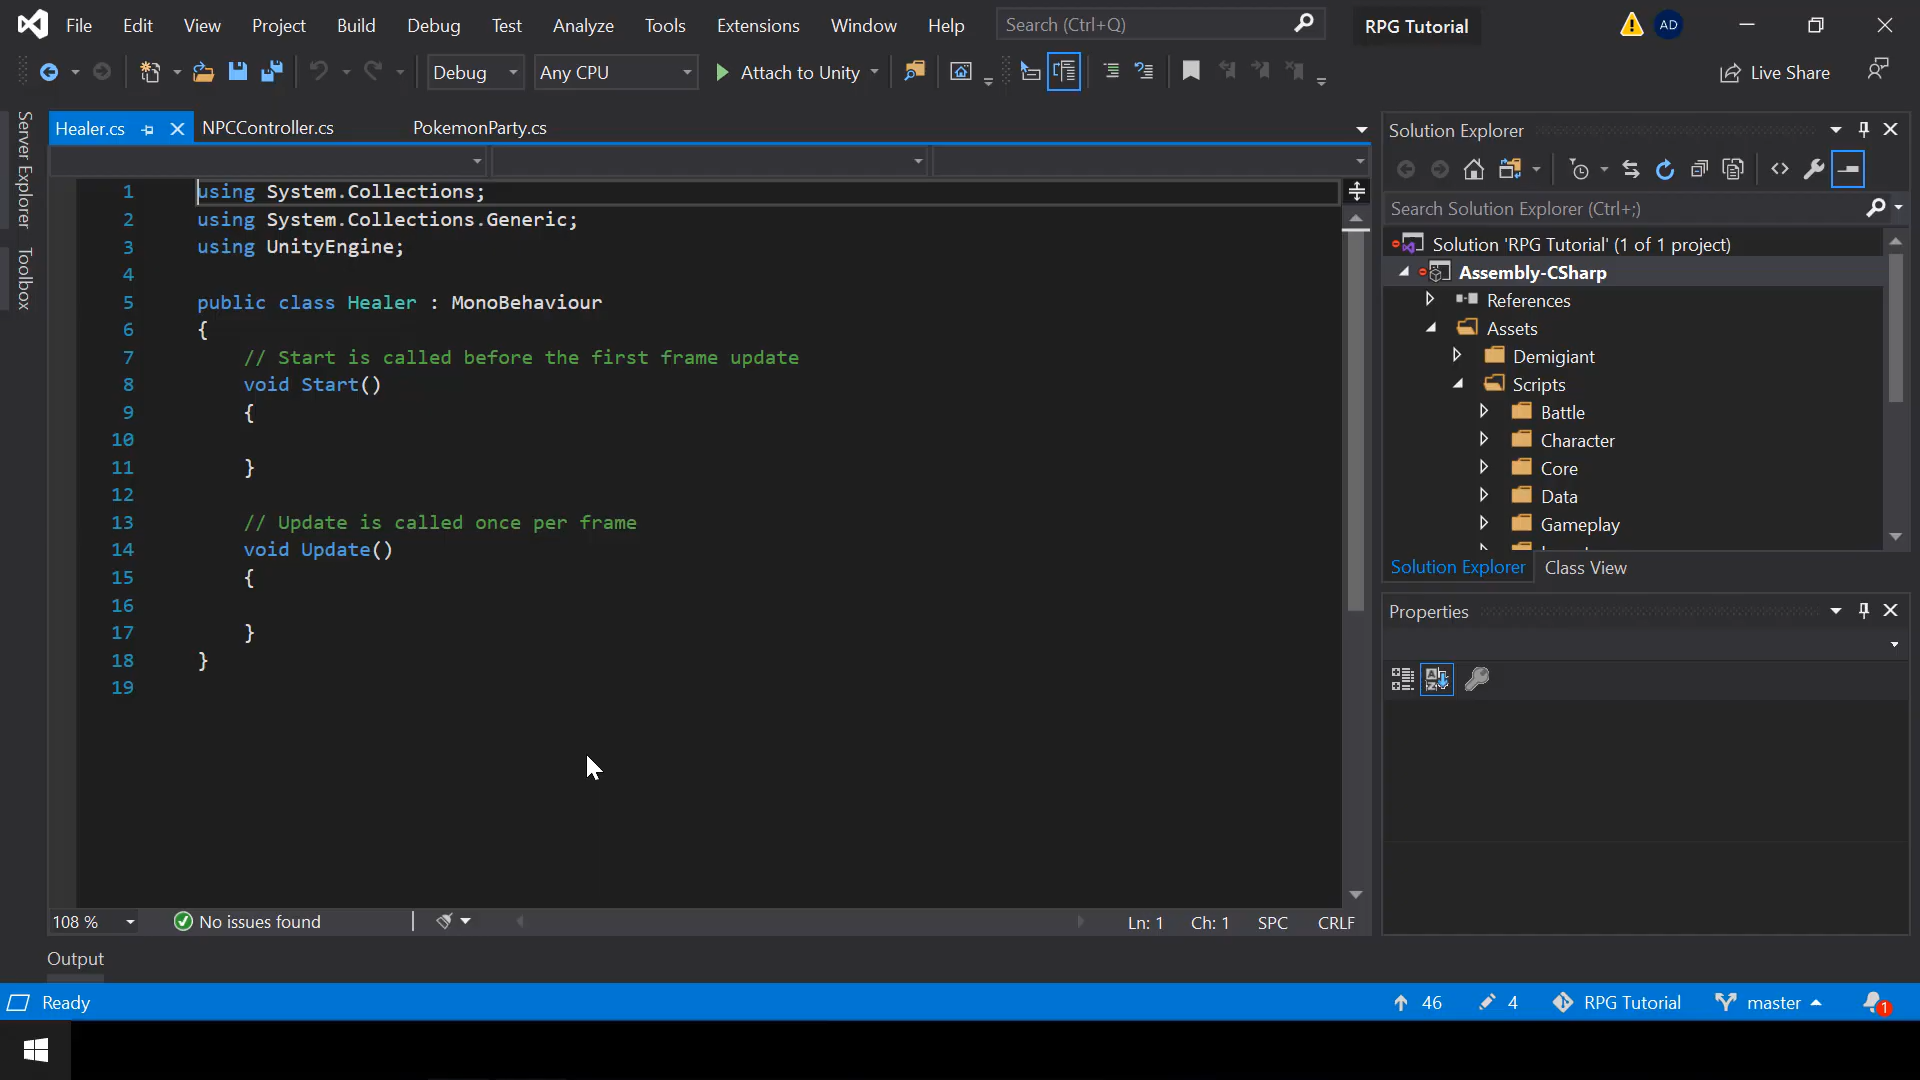 File Edit View Project Build Debug Test Analyze Tools Extensions Window Help Search (Ctrl+Q) RPG Tutorial AD
Debug Any CPU Attach to Unity Live Share
Server Explorer
Toolbox
Healer.cs NPCController.cs PokemonParty.cs
1 using System.Collections;
2 using System.Collections.Generic;
3 using UnityEngine;
4
5 public class Healer : MonoBehaviour
6 {
7 // Start is called before the first frame update
8 void Start()
9 {
10
11 }
12
13 // Update is called once per frame
14 void Update()
15 {
16
17 }
18 }
19
108 % No issues found Ln: 1 Ch: 1 SPC CRLF
Output
Solution Explorer
Search Solution Explorer (Ctrl+;)
Solution 'RPG Tutorial' (1 of 1 project)
Assembly-CSharp
References
Assets
Demigiant
Scripts
Battle
Character
Core
Data
Gameplay
Solution Explorer Class View
Properties
Ready 46 4 RPG Tutorial master 1